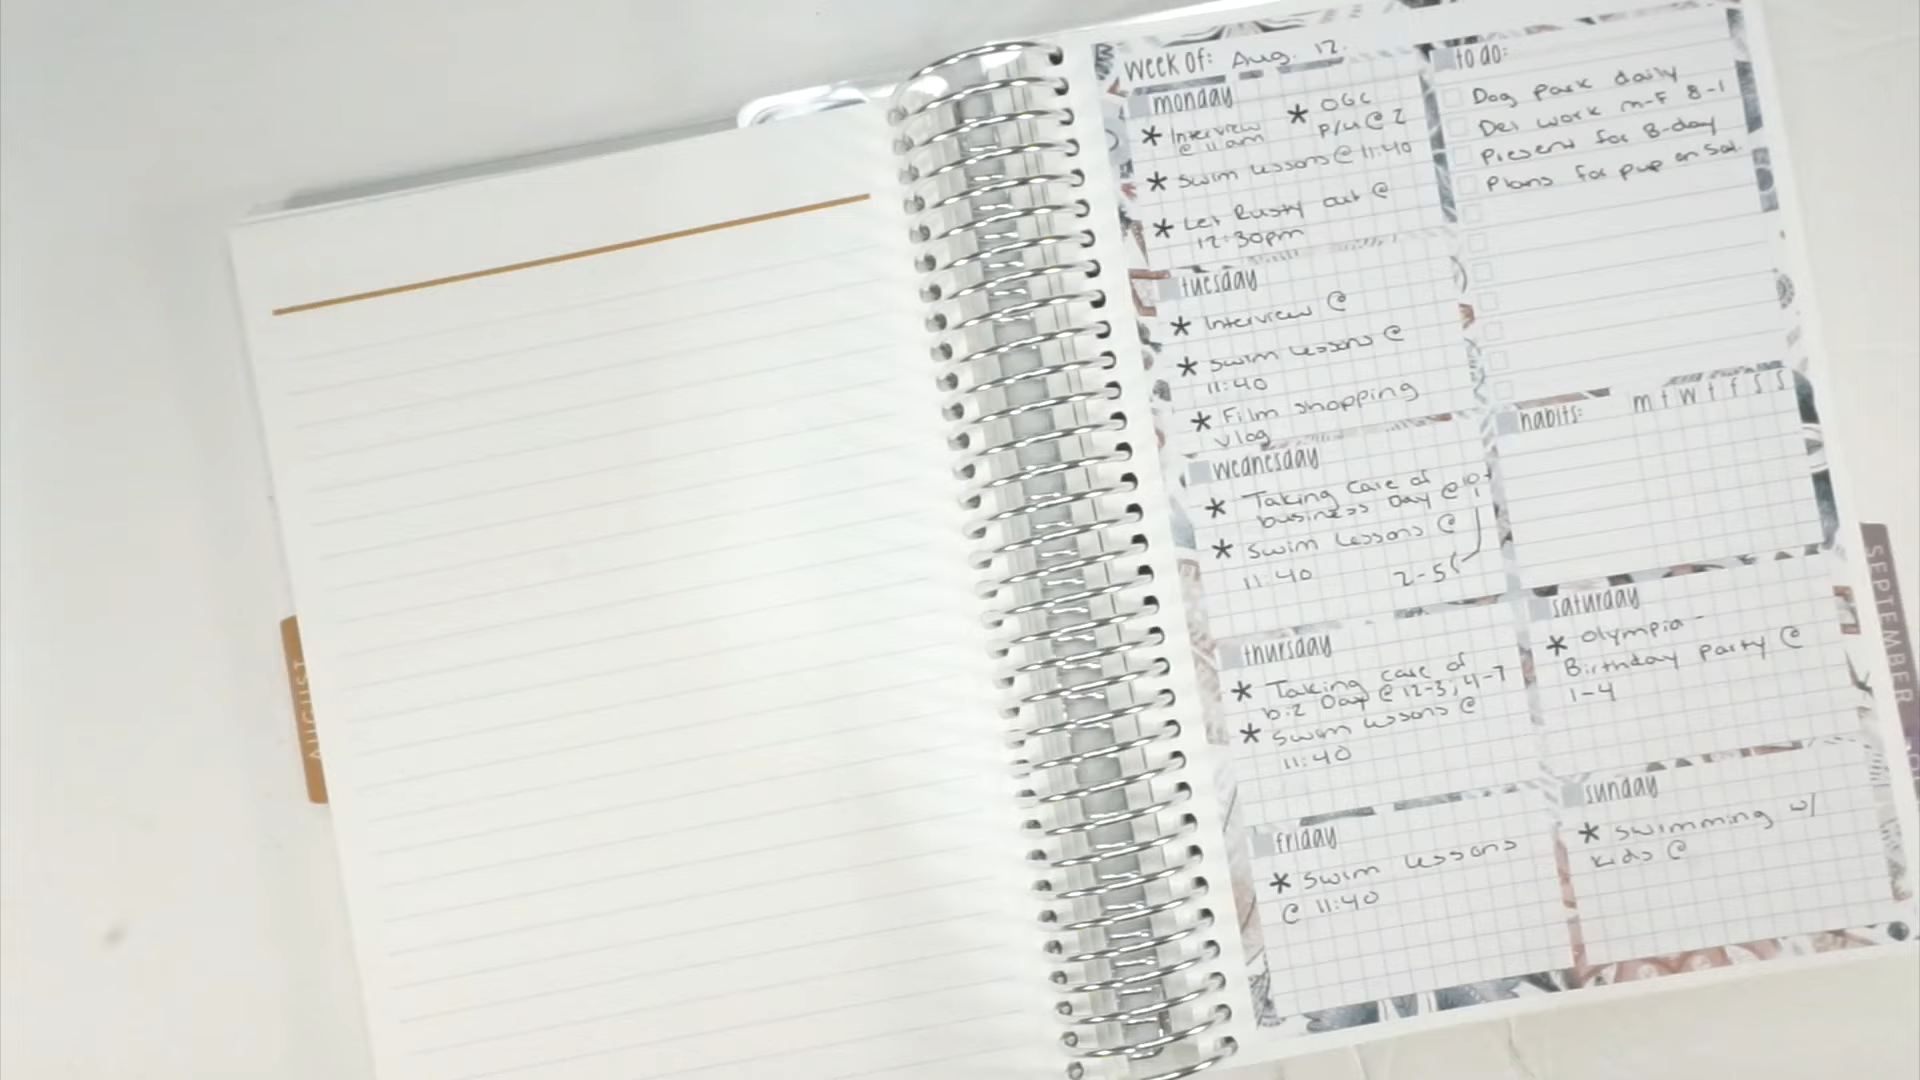 AUGUST
week of: Aug. 12.
monday
* Interview
@ 11am
* OGC
P/u @ 2
* Swim lessons @ 11:40
* Let Rusty out @
12:30pm
tuesday
* Interview @
* Swim lessons @
11:40
* Film shopping
vlog
wednesday
* Taking care of
business Day @ 10-1
* Swim lessons @
11:40
2-5
thursday
* Taking care of
biz Day @ 12-3, 4-7
* Swim lessons @
11:40
friday
* Swim lessons
@ 11:40
to do:
Dog park daily
Dei work m-F 8-1
Present for B-day
Plans for pup on Sat.
habits: m t w t f s s
saturday
* Olympia -
Birthday party @
1-4
sunday
* Swimming w/
kids @
SEPTEMBER